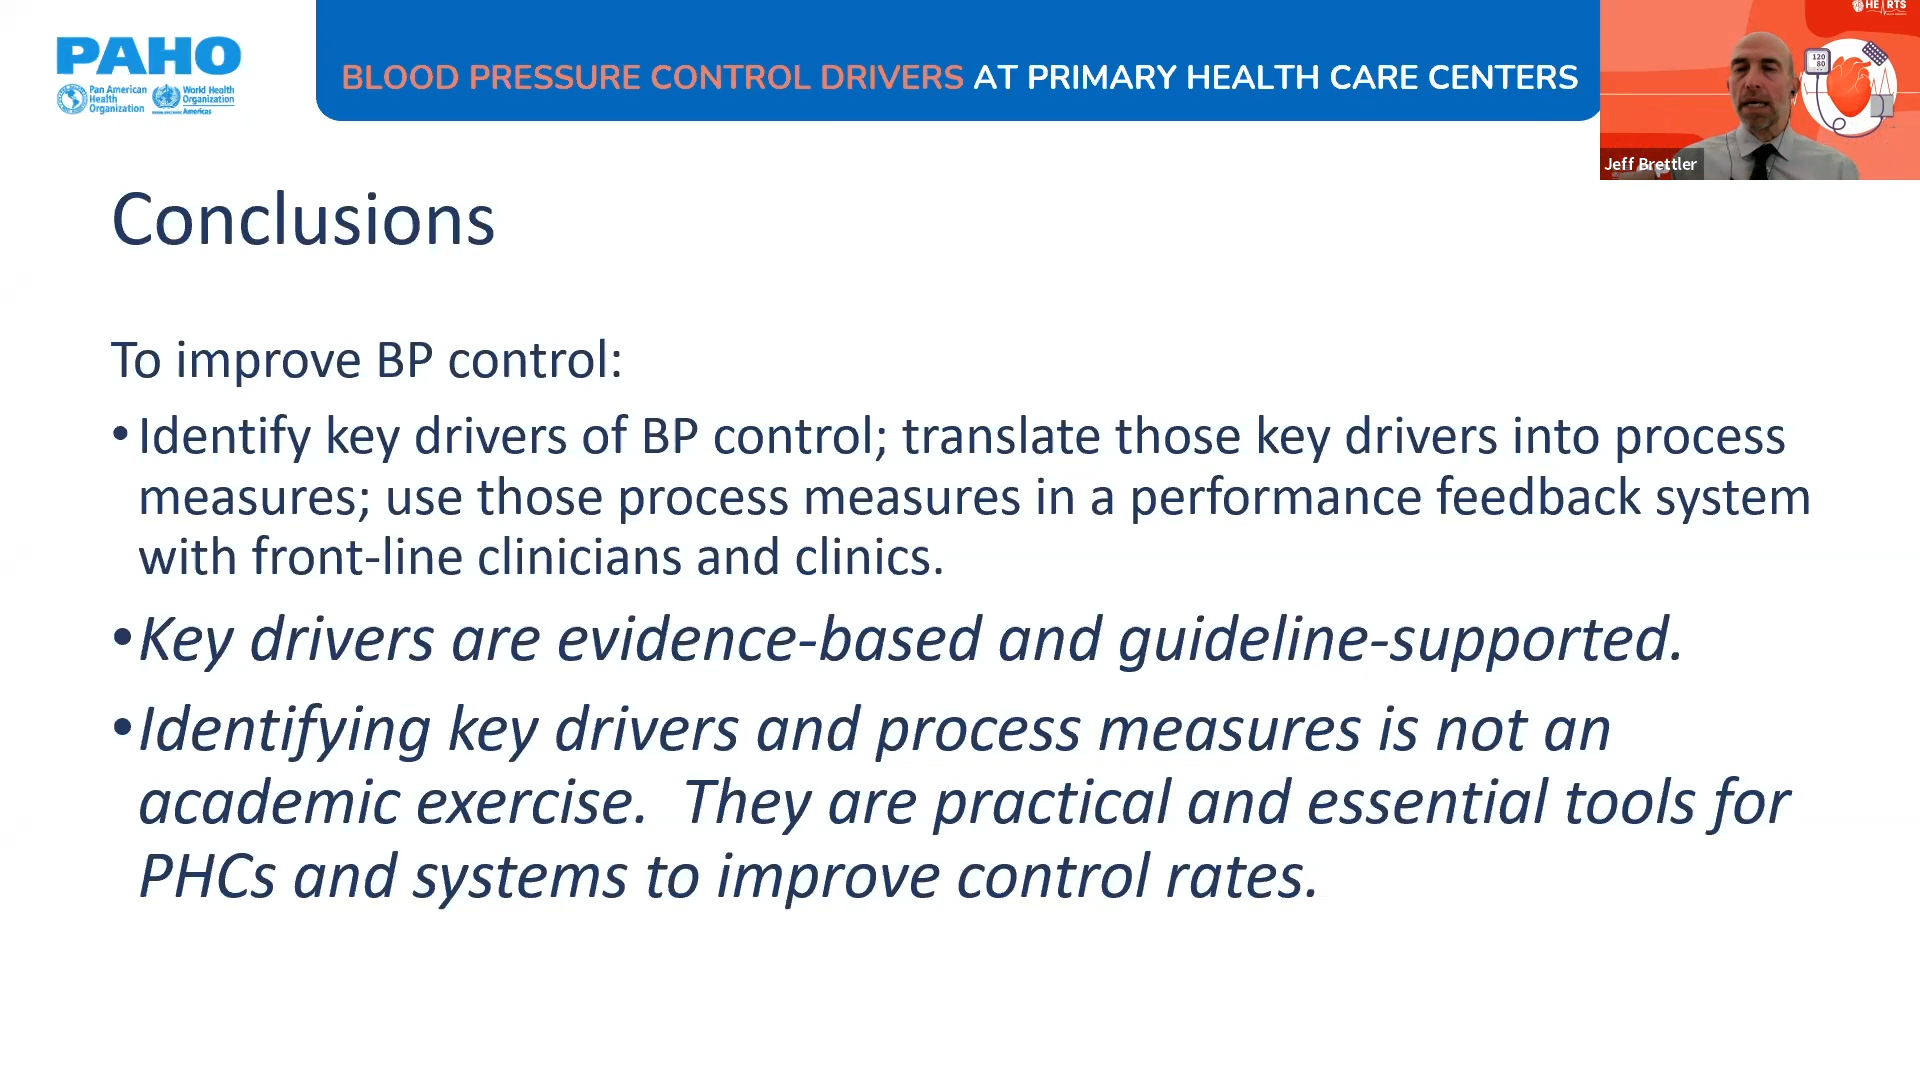 PAHO
Pan American
Health
Organization
World Health
Organization
Americas
BLOOD PRESSURE CONTROL DRIVERS AT PRIMARY HEALTH CARE CENTERS
HEARTS
120
80
Jeff Brettler
Conclusions
To improve BP control:
• Identify key drivers of BP control; translate those key drivers into process
measures; use those process measures in a performance feedback system
with front-line clinicians and clinics.
• Key drivers are evidence-based and guideline-supported.
• Identifying key drivers and process measures is not an
academic exercise.  They are practical and essential tools for
PHCs and systems to improve control rates.